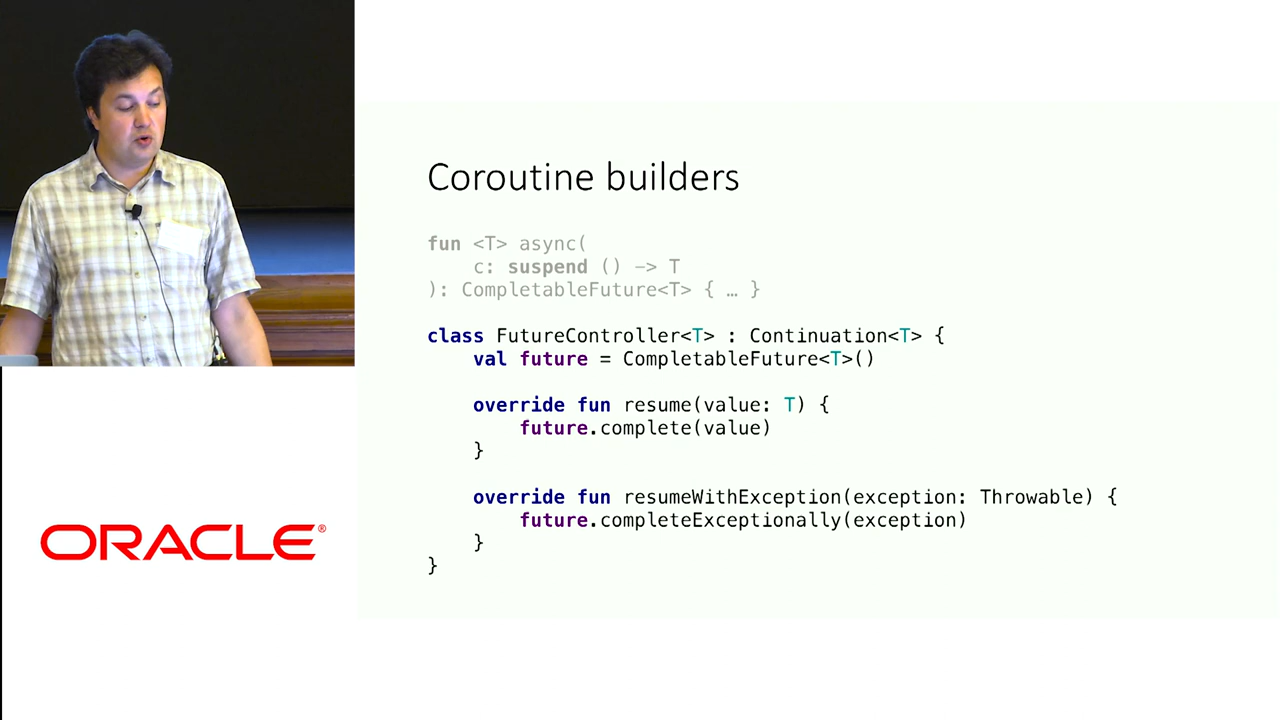 Coroutine builders
fun <T> async(
    c: suspend () -> T
): CompletableFuture<T> { … }
class FutureController<T> : Continuation<T> {
    val future = CompletableFuture<T>()
    override fun resume(value: T) {
        future.complete(value)
    }
    override fun resumeWithException(exception: Throwable) {
        future.completeExceptionally(exception)
    }
}
ORACLE®